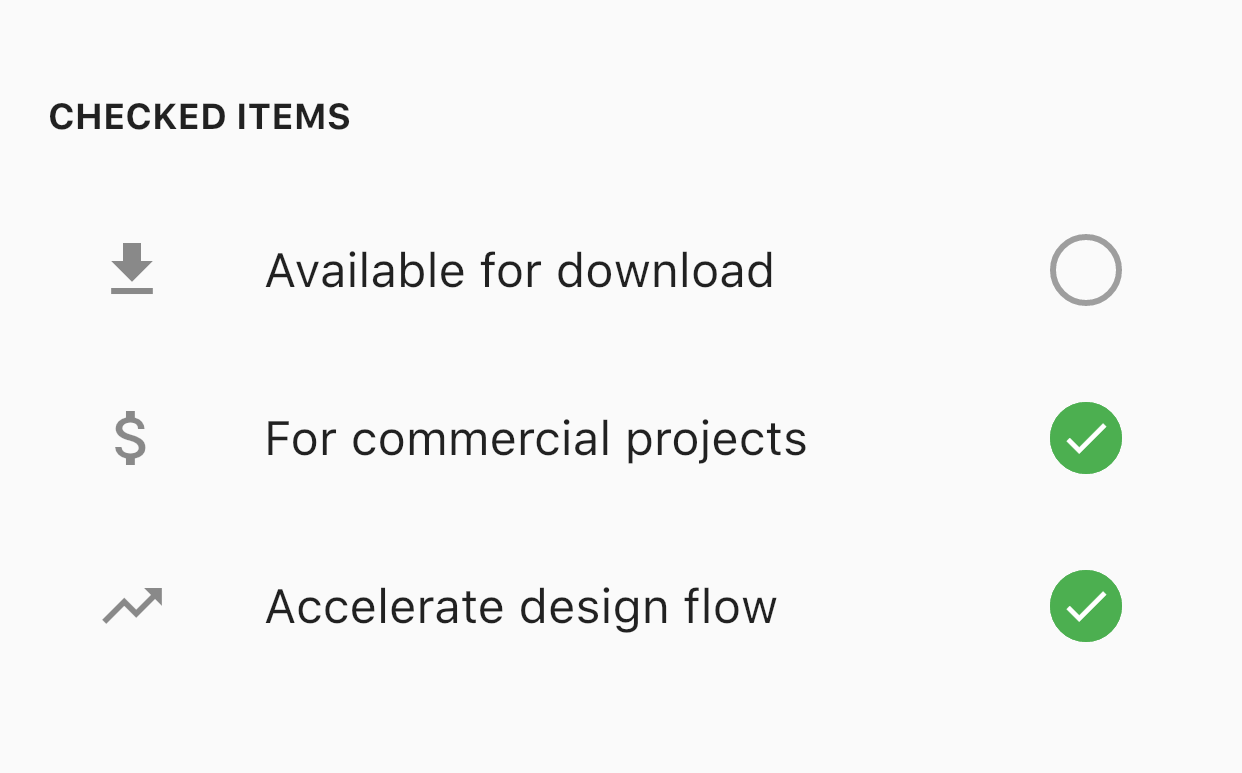 CHECKED ITEMS
Available for download
For commercial projects
Accelerate design flow